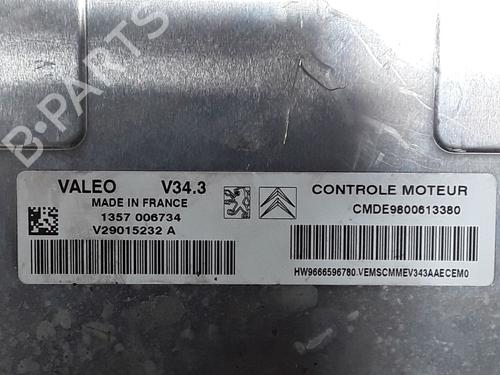 B-PARTS
VALEO V34.3
MADE IN FRANCE
1357 006734
V29015232 A
CONTROLE MOTEUR
CMDE9800613380
HW9666596780.VEMSCMMEV343AAECEM0